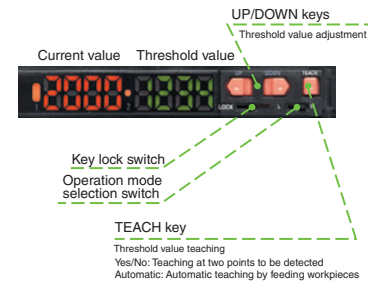 UP/DOWN keys
Threshold value adjustment
Current value
Threshold value
2000
1834
UP
DOWN
TEACH
LOCK
Key lock switch
Operation mode
selection switch
TEACH key
Threshold value teaching
Yes/No: Teaching at two points to be detected
Automatic: Automatic teaching by feeding workpieces